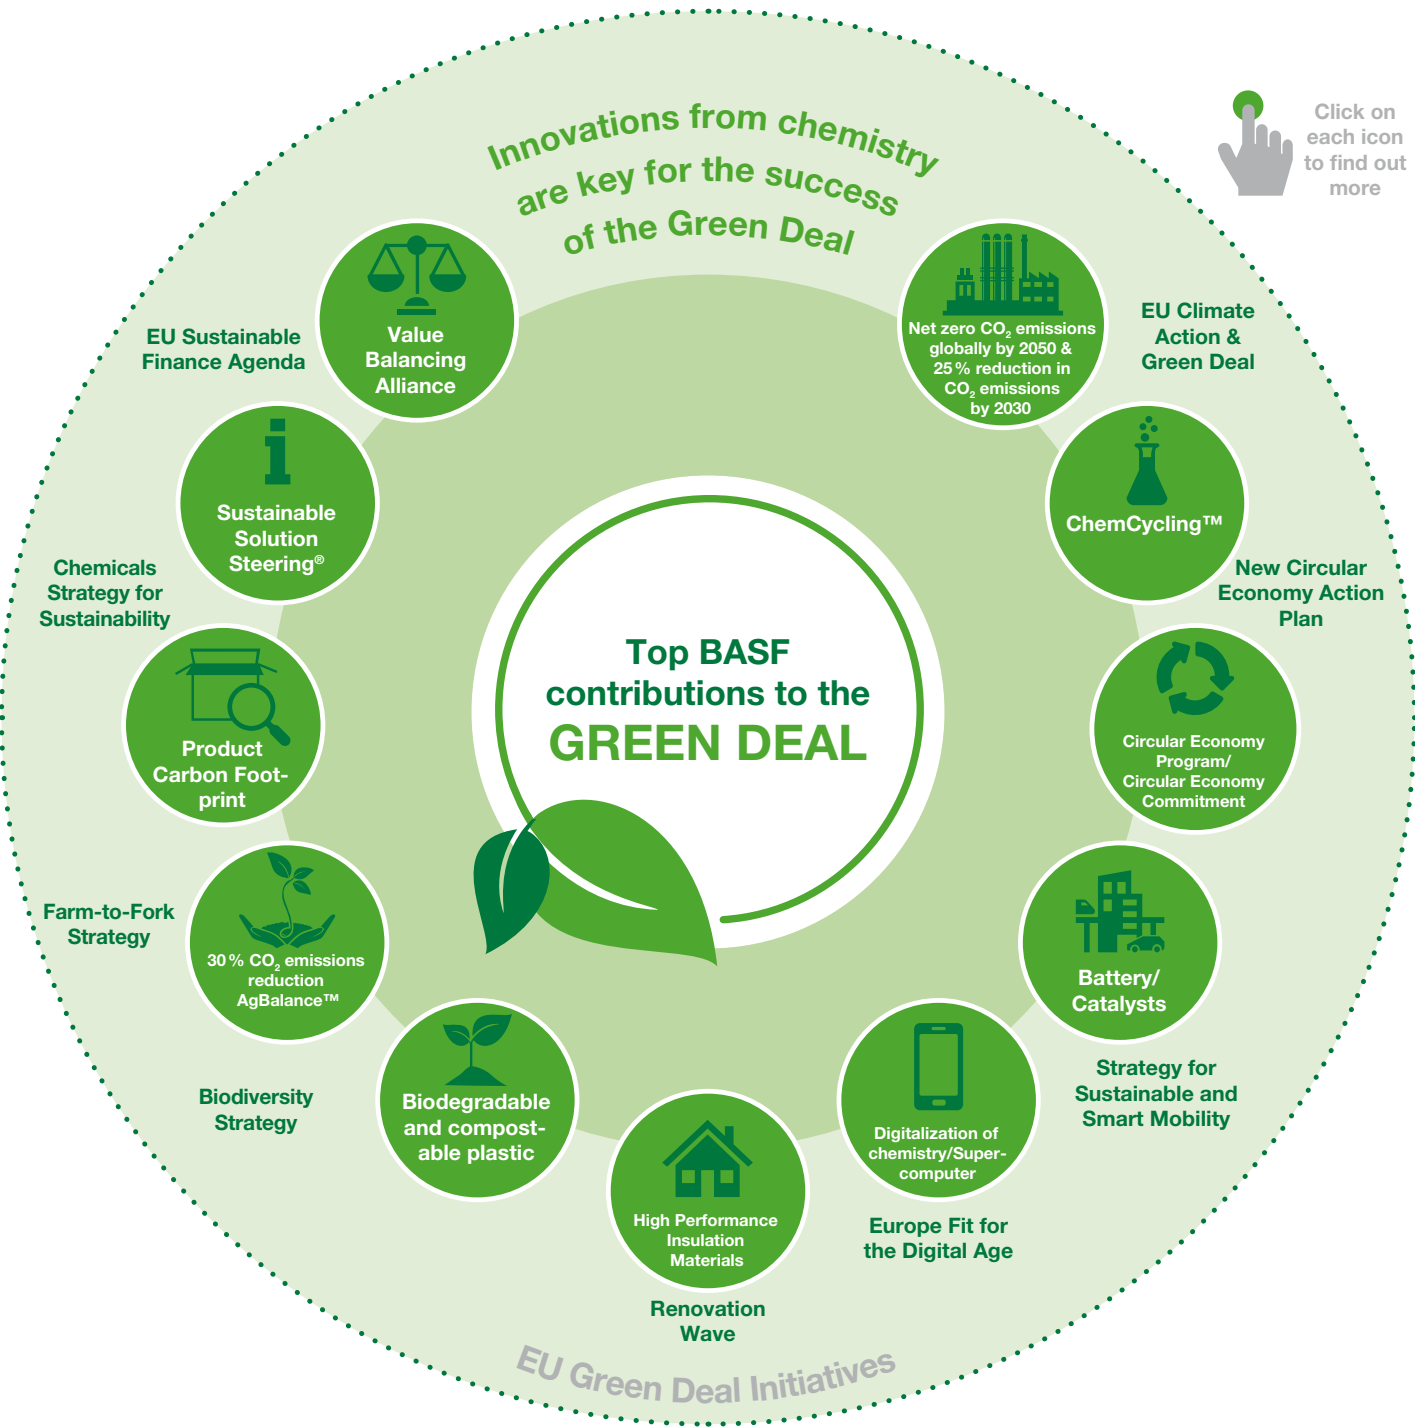 Innovations from chemistry
are key for the success
of the Green Deal
Click on
each icon
to find out
more
Value
Balancing
Alliance
EU Sustainable
Finance Agenda
Net zero CO₂ emissions
globally by 2050 &
25 % reduction in
CO₂ emissions
by 2030
EU Climate
Action &
Green Deal
Sustainable
Solution
Steering®
ChemCycling™
Chemicals
Strategy for
Sustainability
New Circular
Economy Action
Plan
Top BASF
contributions to the
GREEN DEAL
Product
Carbon Foot-
print
Circular Economy
Program/
Circular Economy
Commitment
Farm-to-Fork
Strategy
30 % CO₂ emissions
reduction
AgBalance™
Battery/
Catalysts
Strategy for
Sustainable and
Smart Mobility
Biodiversity
Strategy
Biodegradable
and compost-
able plastic
Digitalization of
chemistry/Super-
computer
Europe Fit for
the Digital Age
High Performance
Insulation
Materials
Renovation
Wave
EU Green Deal Initiatives